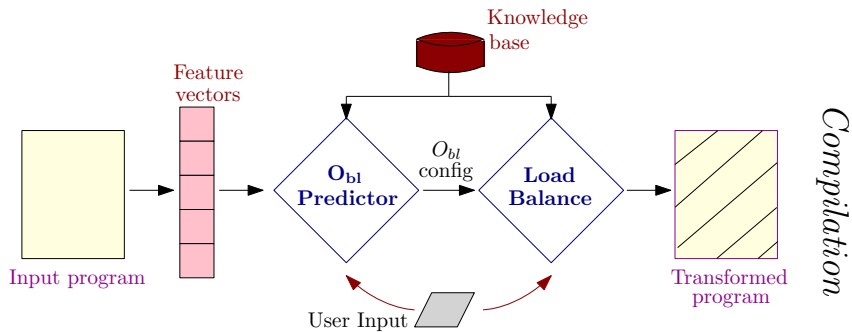 Knowledge
base
Feature
vectors
O_bl
Predictor
O_bl
config
Load
Balance
Input program
User Input
Transformed
program
Compilation